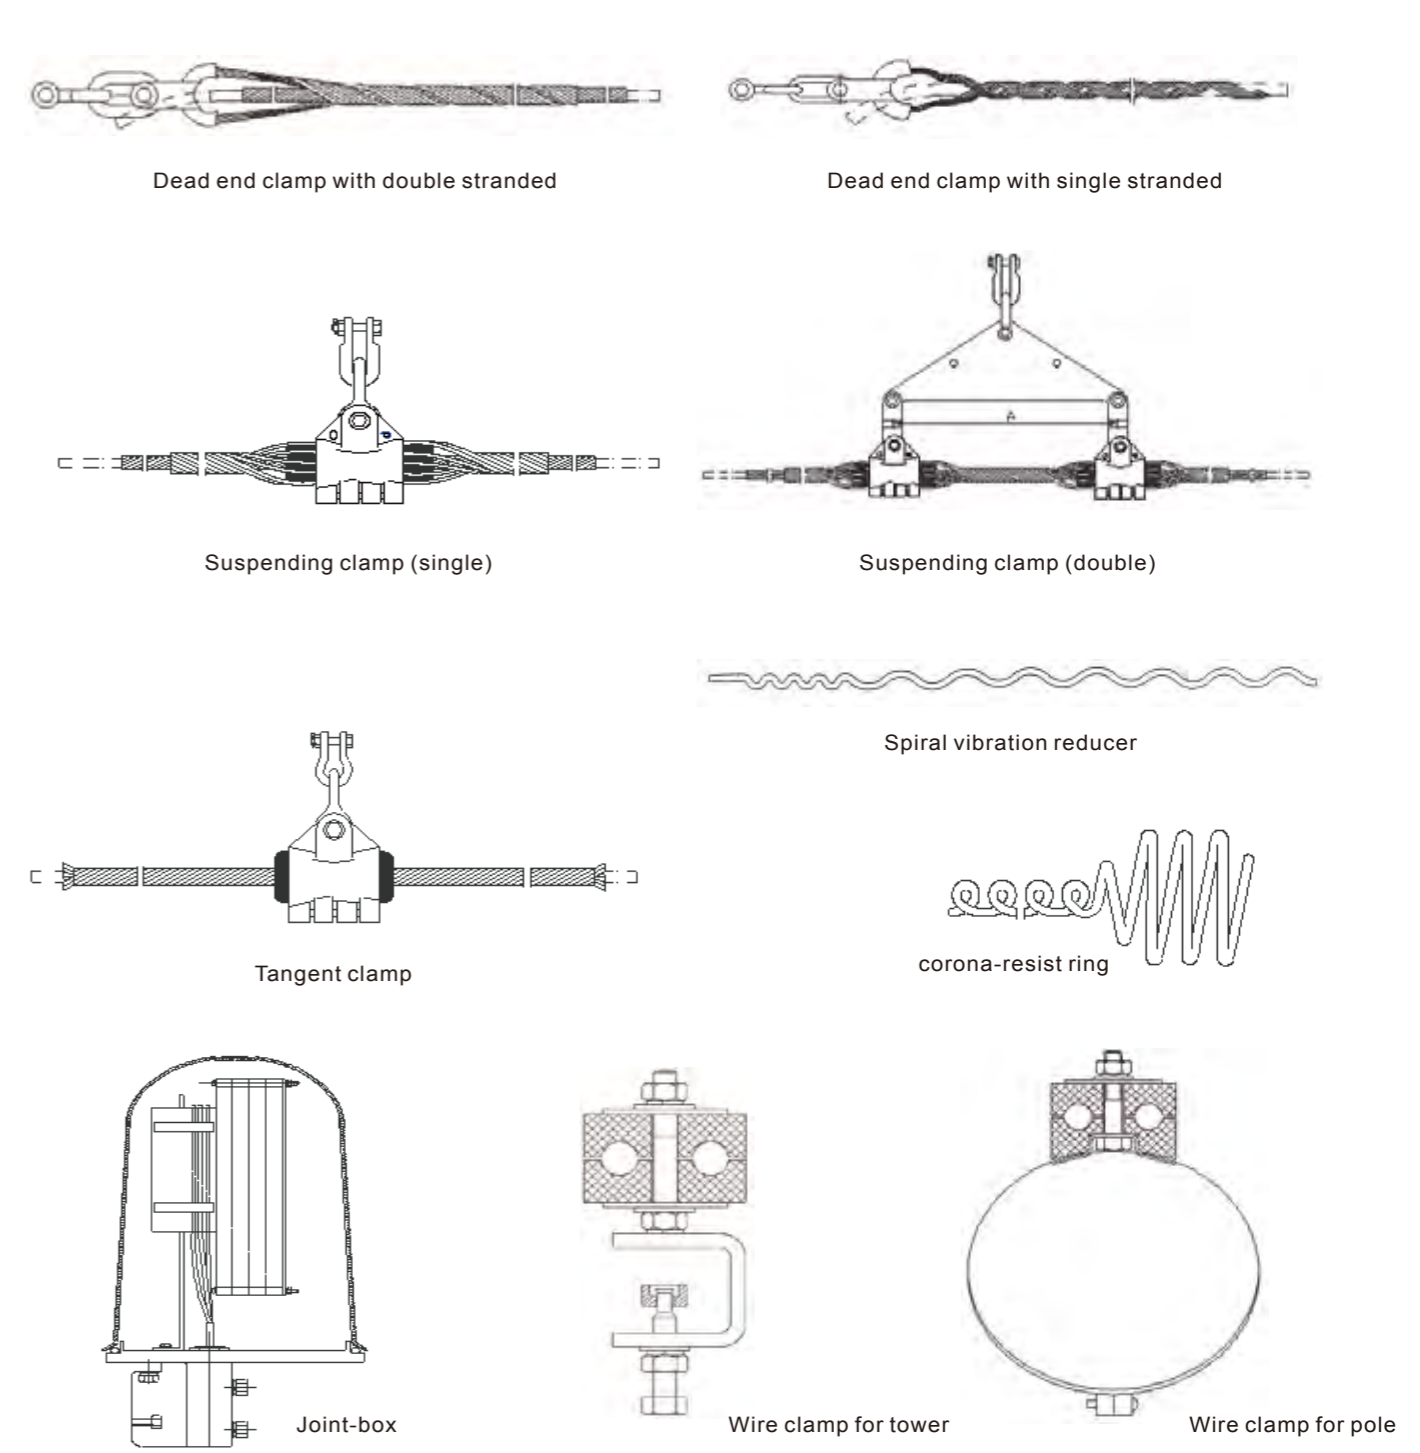 Dead end clamp with double stranded
Dead end clamp with single stranded
A
Suspending clamp (single)
Suspending clamp (double)
Spiral vibration reducer
Tangent clamp
corona-resist ring
Joint-box
Wire clamp for tower
Wire clamp for pole